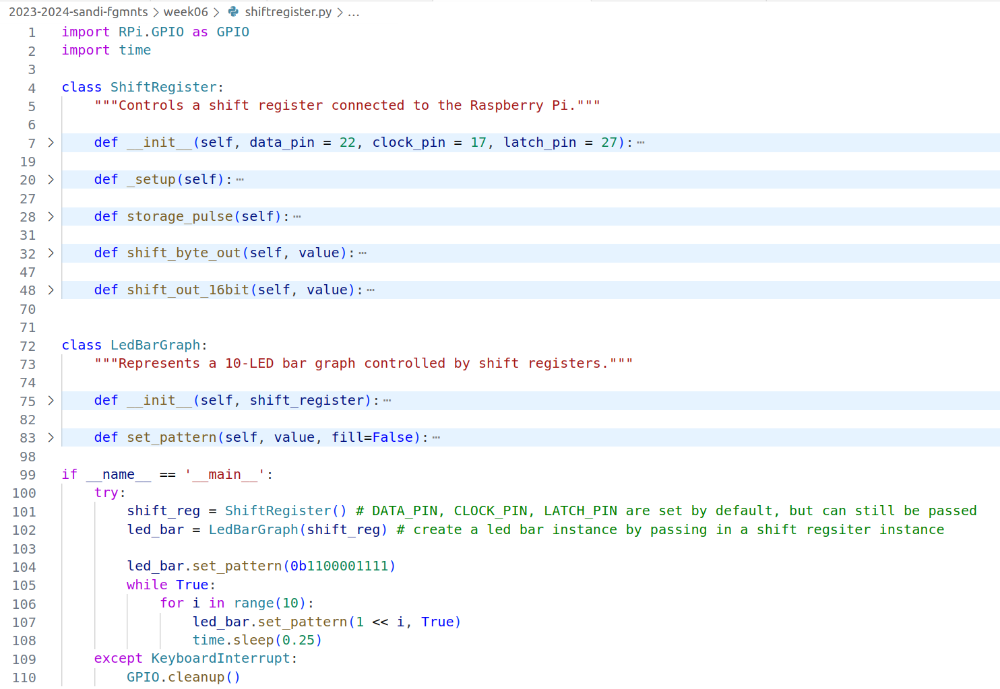 2023-2024-sandi-fgmnts > week06 > shiftregister.py > ...
1 import RPi.GPIO as GPIO
2 import time
3
4 class ShiftRegister:
5     """Controls a shift register connected to the Raspberry Pi."""
6
7 >     def __init__(self, data_pin = 22, clock_pin = 17, latch_pin = 27):⋯
19
20 >     def _setup(self):⋯
27
28 >     def storage_pulse(self):⋯
31
32 >     def shift_byte_out(self, value):⋯
47
48 >     def shift_out_16bit(self, value):⋯
70
71
72 class LedBarGraph:
73     """Represents a 10-LED bar graph controlled by shift registers."""
74
75 >     def __init__(self, shift_register):⋯
82
83 >     def set_pattern(self, value, fill=False):⋯
98
99 if __name__ == '__main__':
100     try:
101         shift_reg = ShiftRegister() # DATA_PIN, CLOCK_PIN, LATCH_PIN are set by default, but can still be passed
102         led_bar = LedBarGraph(shift_reg) # create a led bar instance by passing in a shift regsiter instance
103
104         led_bar.set_pattern(0b1100001111)
105         while True:
106             for i in range(10):
107                 led_bar.set_pattern(1 << i, True)
108                 time.sleep(0.25)
109     except KeyboardInterrupt:
110         GPIO.cleanup()